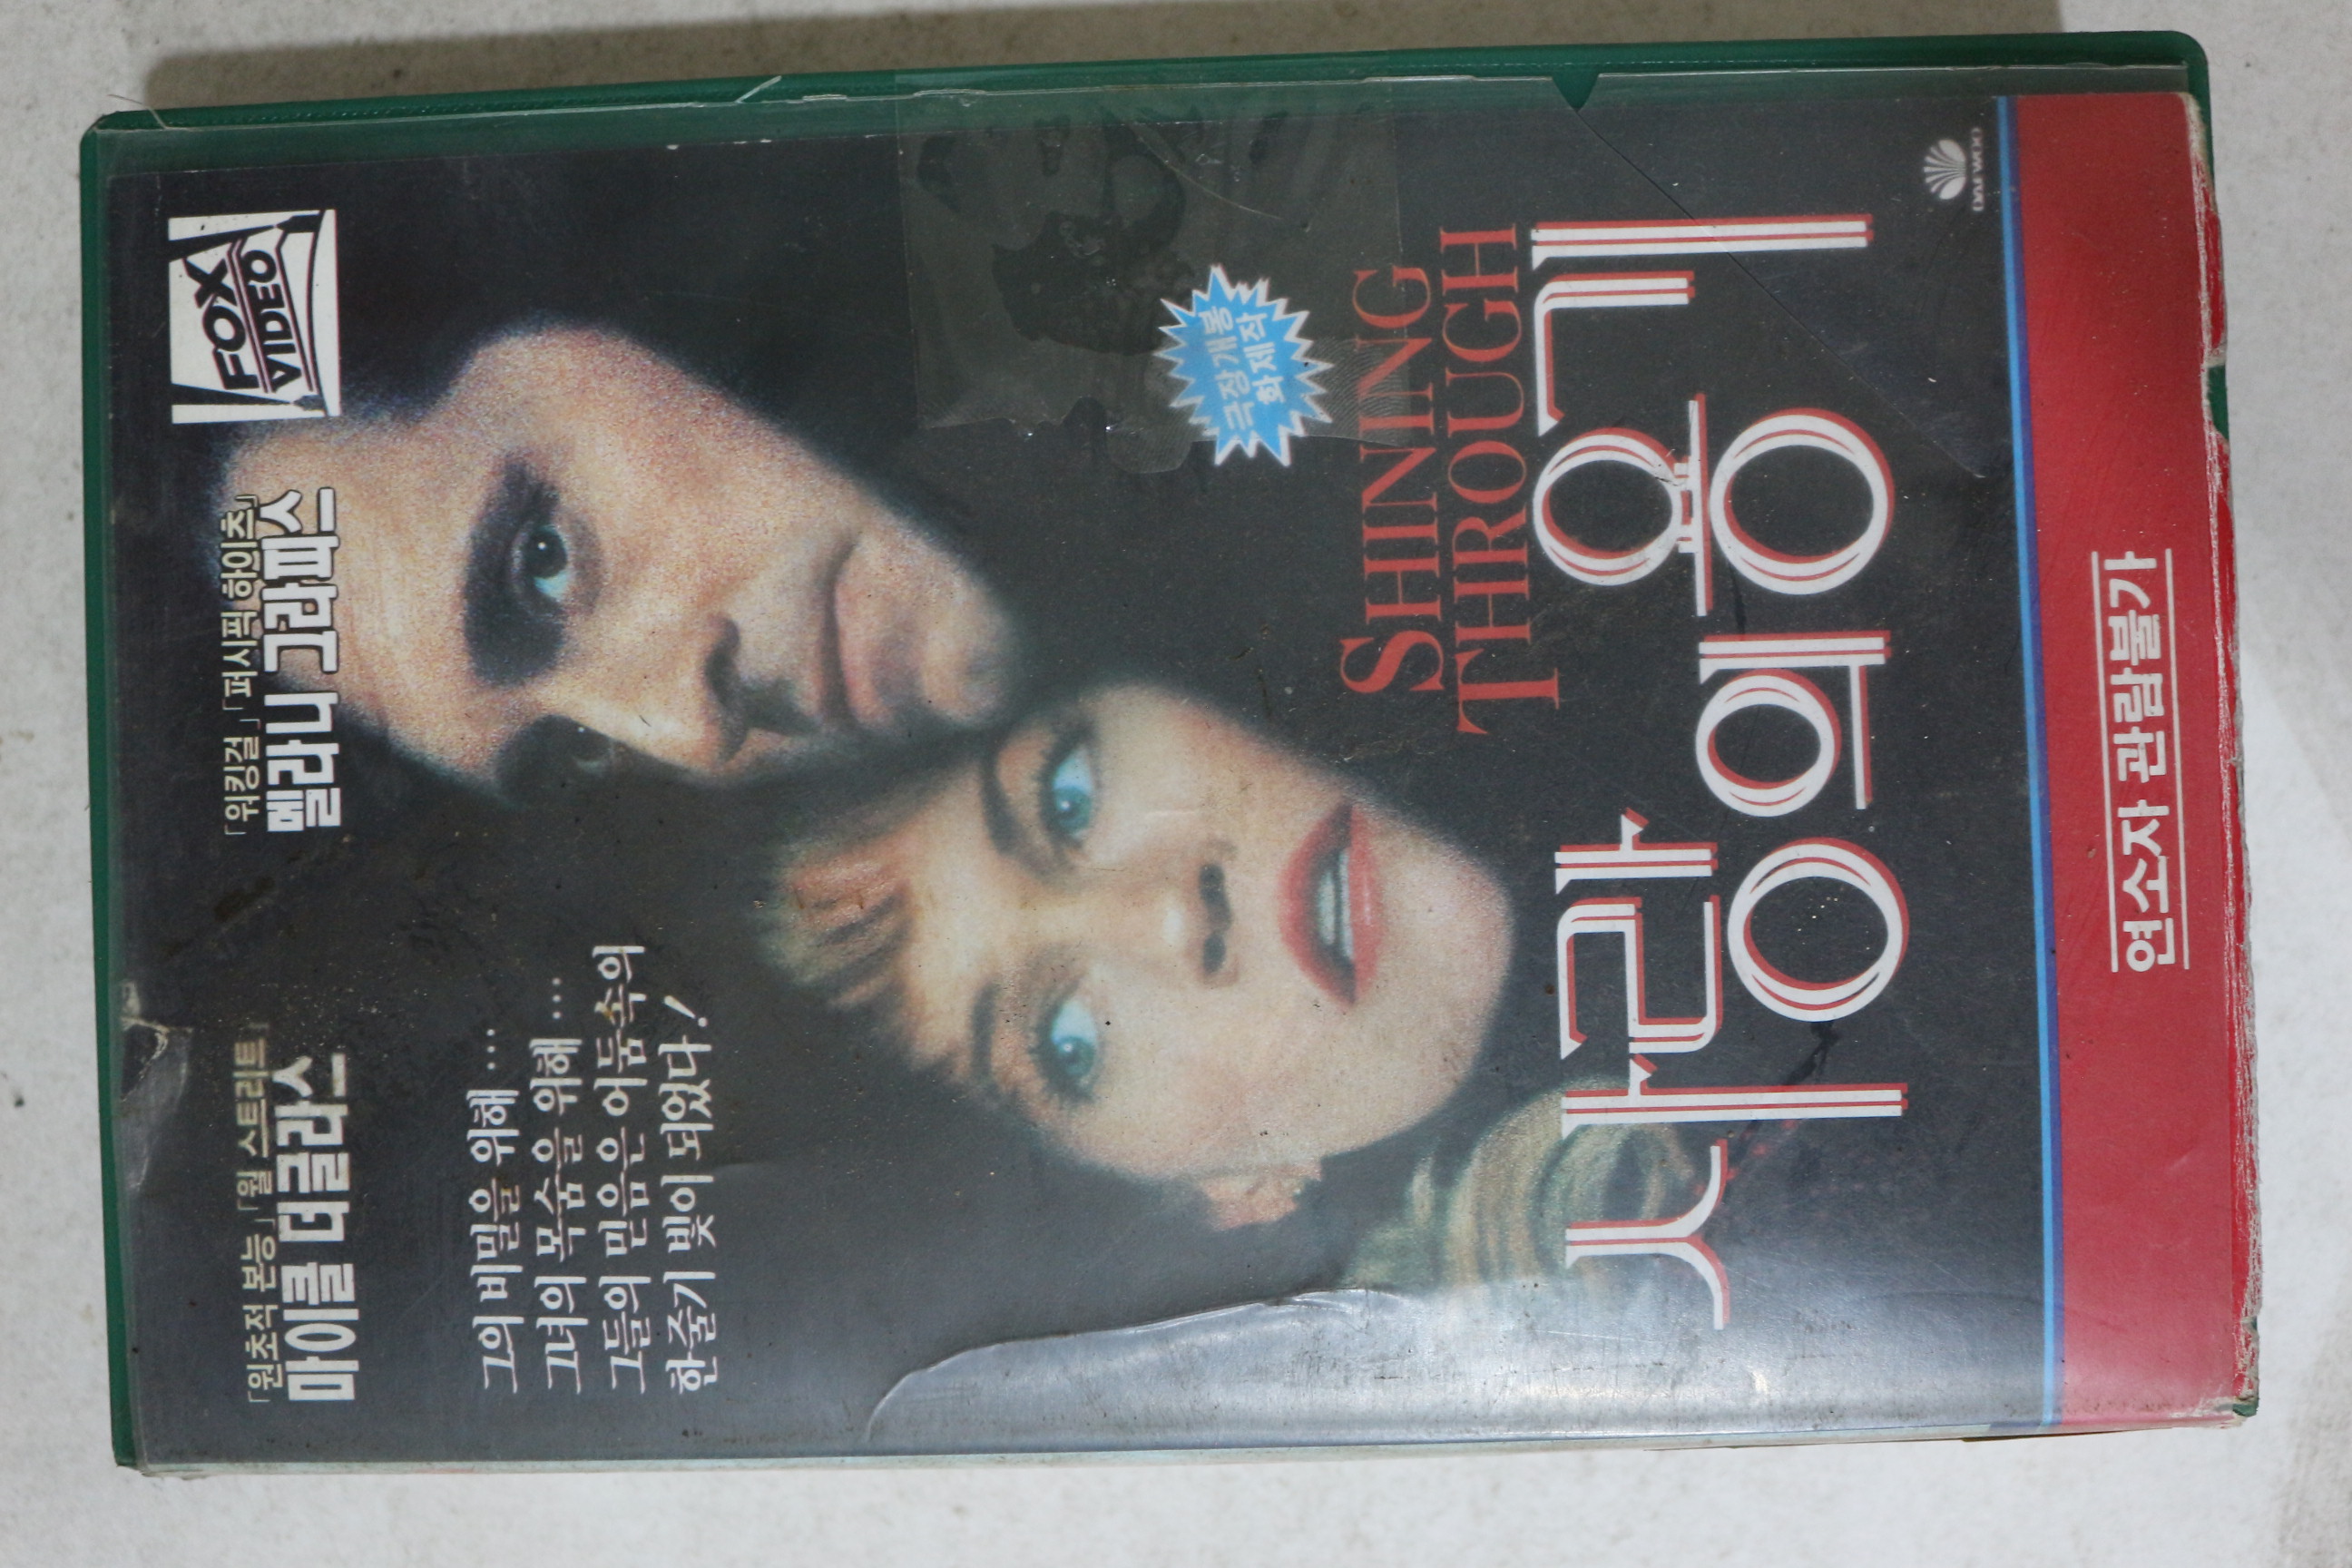 「원초적 본능」「월 스트리트」
마이클 더글라스
「워킹걸」「퍼시픽 하이츠」
멜라니 그리피스
FOX
VIDEO
그의 비밀을 위해 ...
그녀의 목숨을 위해 ...
그들의 믿음은 어둠속의
한줄기 빛이 되었다!
극장개봉
화제작
SHINING
THROUGH
사랑의 용기
DAEWOO
연소자 관람불가